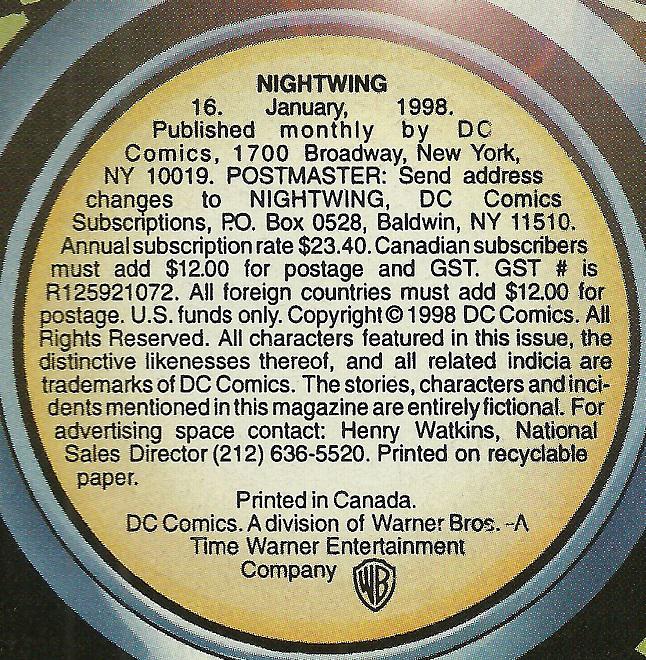 NIGHTWING
16. January, 1998.
Published monthly by DC
Comics, 1700 Broadway, New York,
NY 10019. POSTMASTER: Send address
changes to NIGHTWING, DC Comics
Subscriptions, P.O. Box 0528, Baldwin, NY 11510.
Annual subscription rate $23.40. Canadian subscribers
must add $12.00 for postage and GST. GST # is
R125921072. All foreign countries must add $12.00 for
postage. U.S. funds only. Copyright © 1998 DC Comics. All
Rights Reserved. All characters featured in this issue, the
distinctive likenesses thereof, and all related indicia are
trademarks of DC Comics. The stories, characters and inci-
dents mentioned in this magazine are entirely fictional. For
advertising space contact: Henry Watkins, National
Sales Director (212) 636-5520. Printed on recyclable
paper.
Printed in Canada.
DC Comics. A division of Warner Bros. -A
Time Warner Entertainment
Company WB